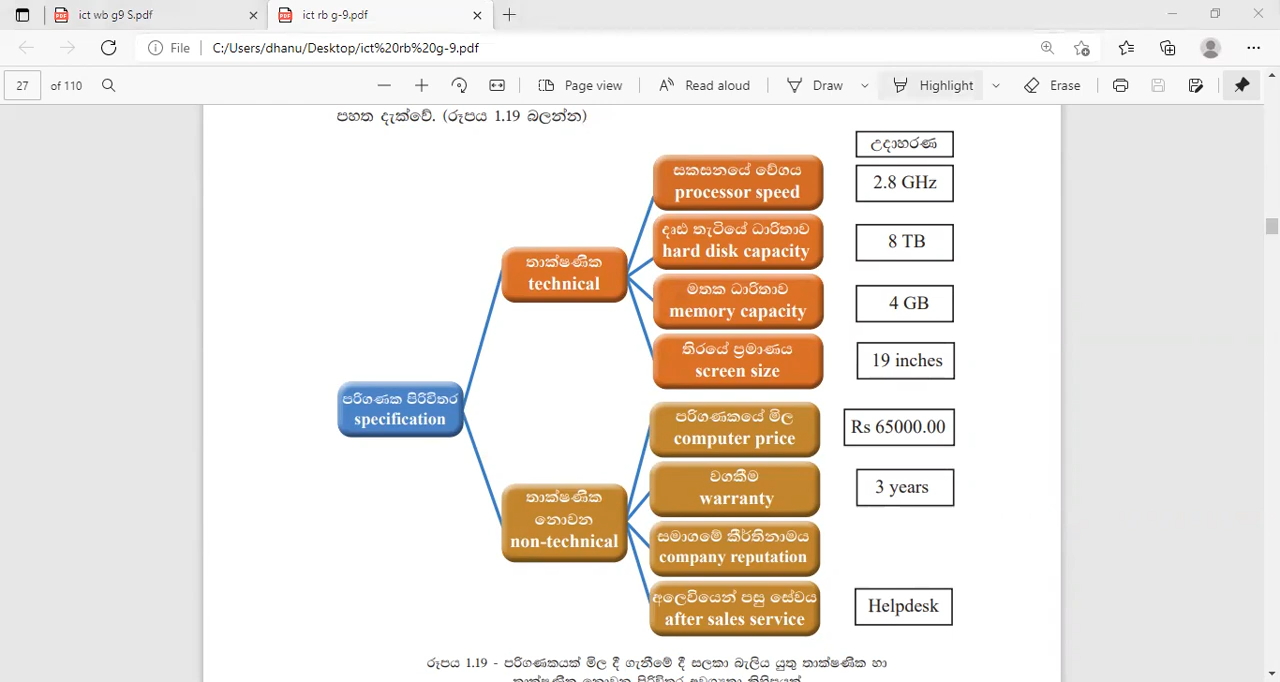 ict wb g9 S.pdf
ict rb g-9.pdf
File
C:/Users/dhanu/Desktop/ict%20rb%20g-9.pdf
27 of 110
Page view
Read aloud
Draw
Highlight
Erase
පහත දැක්වේ. (රූපය 1.19 බලන්න)
උදාහරණ
සකසනයේ වේගය
processor speed
2.8 GHz
දෘඪ තැටියේ ධාරිතාව
hard disk capacity
8 TB
තාක්ෂණික
technical
මතක ධාරිතාව
memory capacity
4 GB
තිරයේ ප්‍රමාණය
screen size
19 inches
පරිගණක පිරිවිතර
specification
පරිගණකයේ මිල
computer price
Rs 65000.00
වගකීම
warranty
3 years
තාක්ෂණික
නොවන
non-technical
සමාගමේ කීර්තිනාමය
company reputation
අලෙවියෙන් පසු සේවය
after sales service
Helpdesk
රූපය 1.19 - පරිගණකයක් මිල දී ගැනීමේ දී සලකා බැලිය යුතු තාක්ෂණික හා